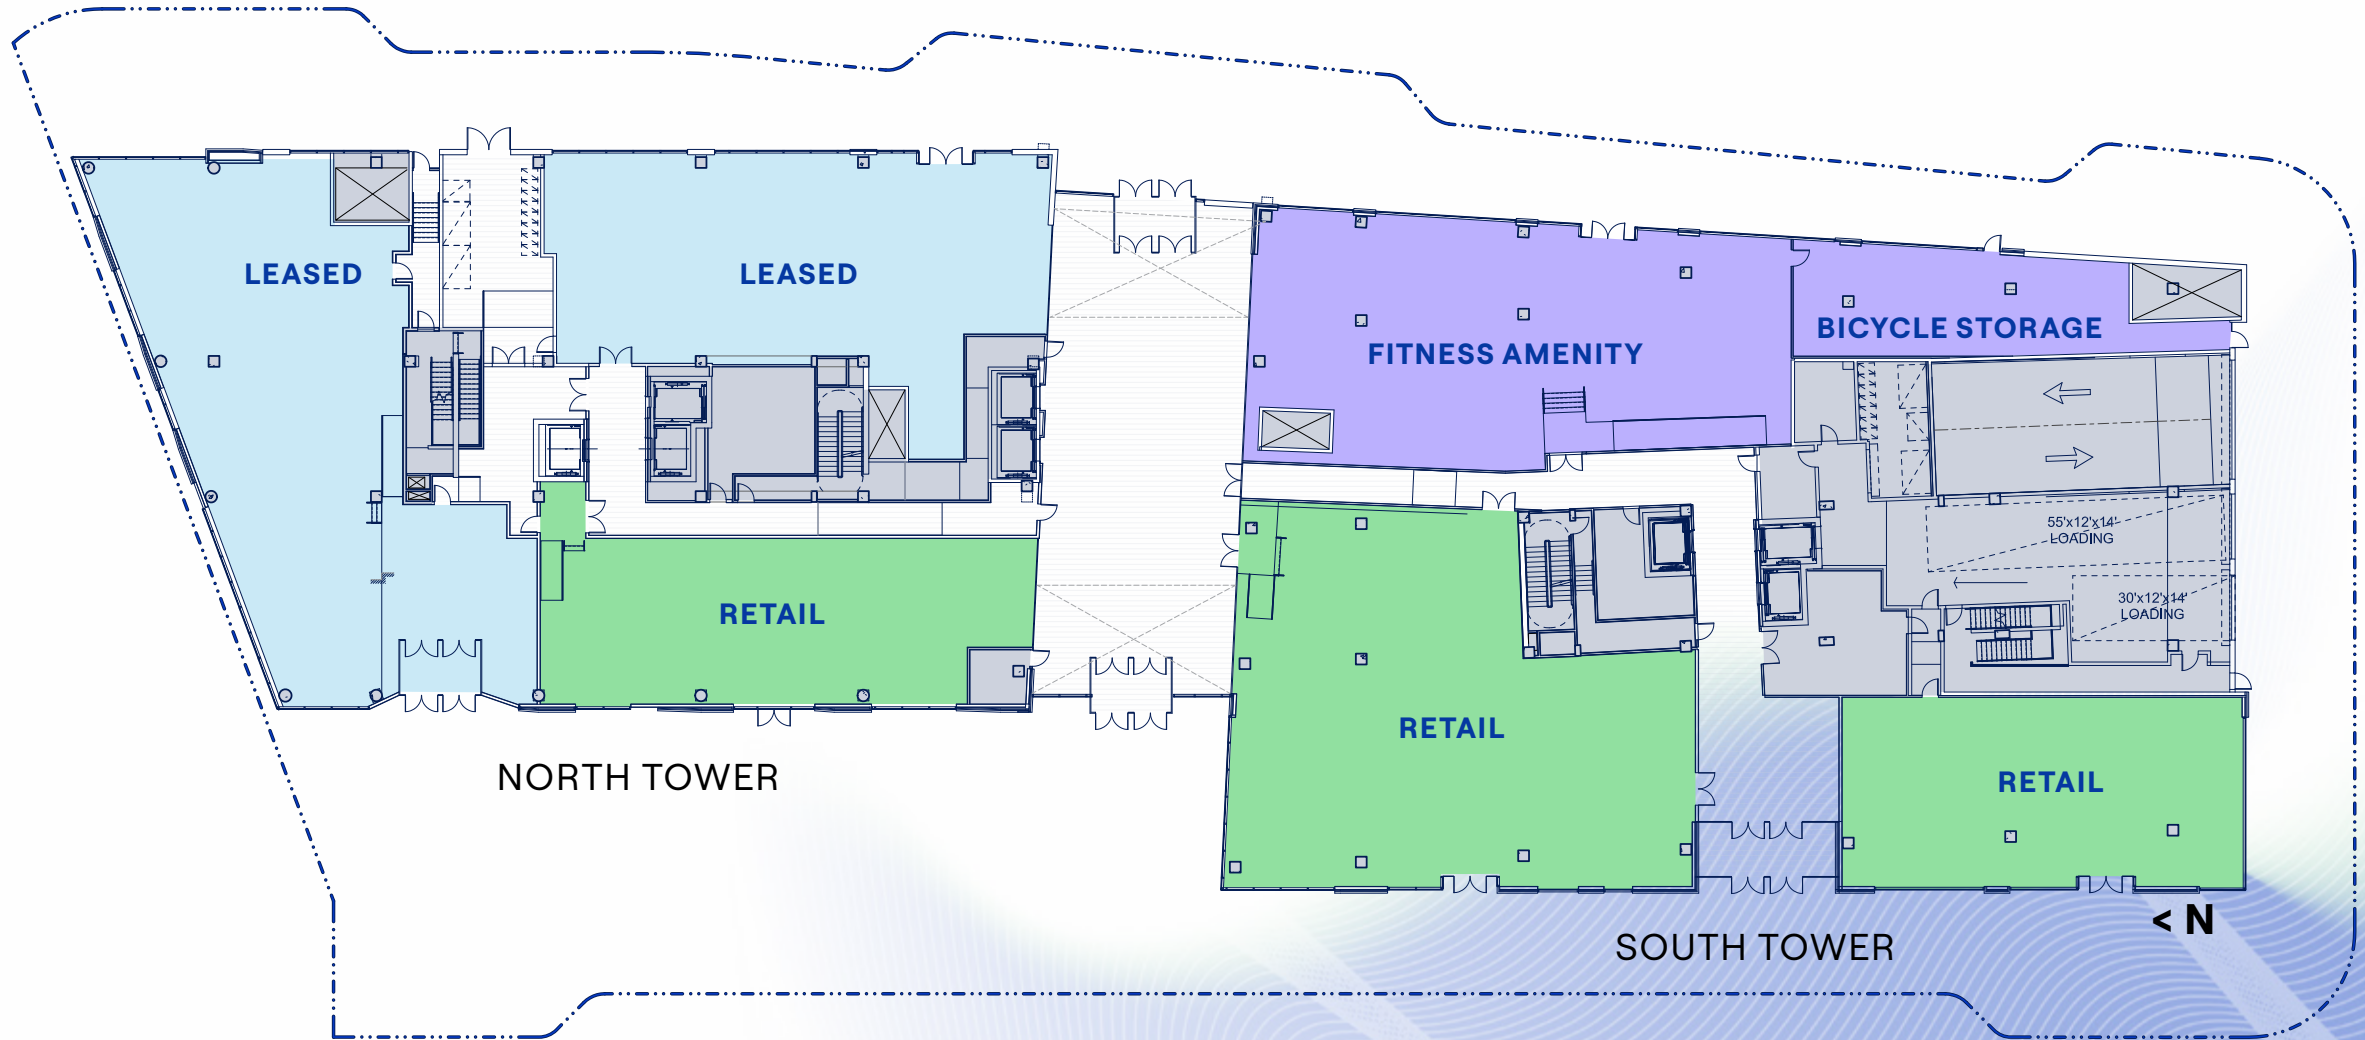 LEASED
LEASED
FITNESS AMENITY
BICYCLE STORAGE
55'x12'x14'
LOADING
30'x12'x14'
LOADING
RETAIL
RETAIL
RETAIL
NORTH TOWER
SOUTH TOWER
< N